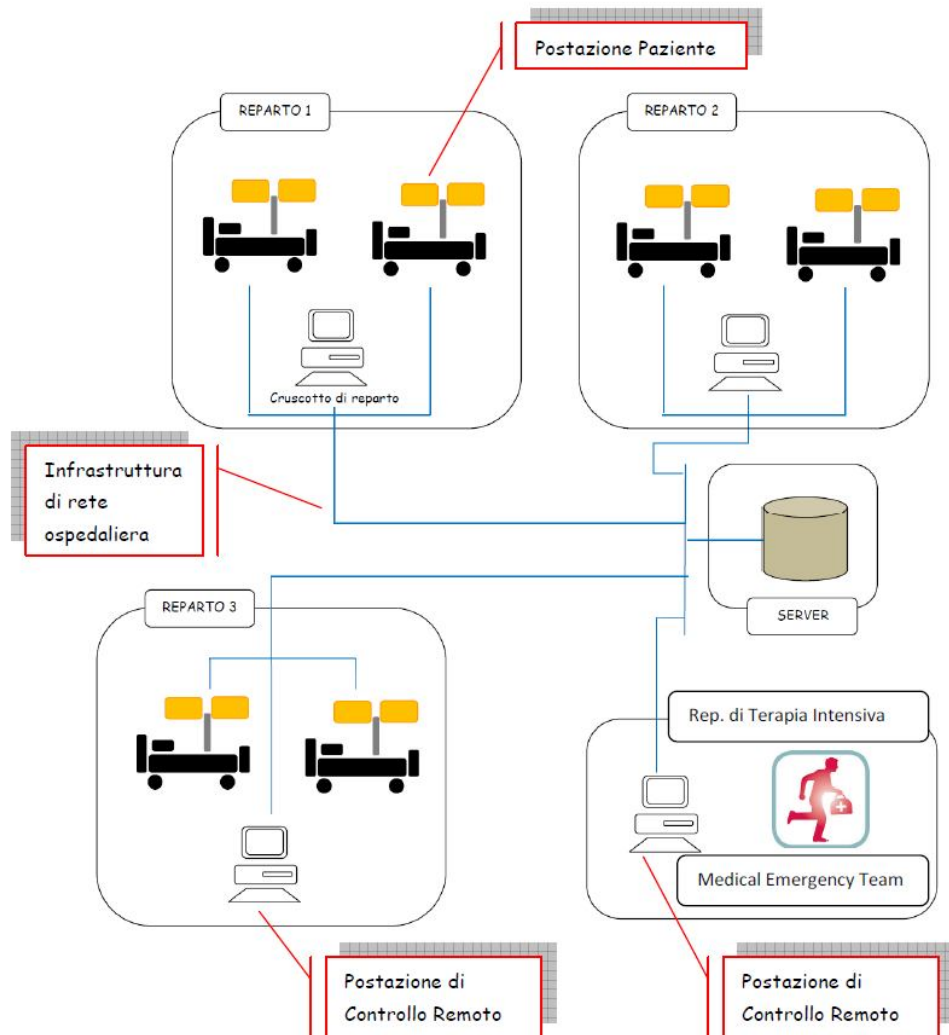 Postazione Paziente
REPARTO 1
REPARTO 2
Cruscotto di reparto
Infrastruttura
di rete
ospedaliera
REPARTO 3
SERVER
Rep. di Terapia Intensiva
Medical Emergency Team
Postazione di
Controllo Remoto
Postazione di
Controllo Remoto